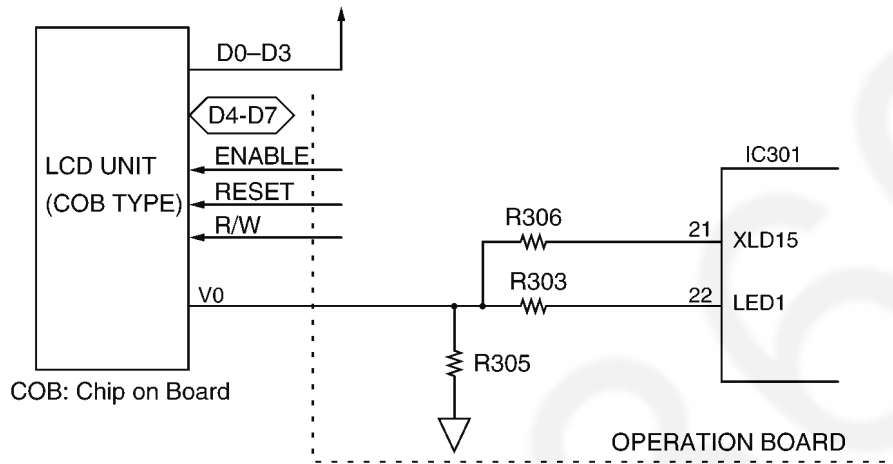 D0–D3
D4-D7
LCD UNIT
(COB TYPE)
ENABLE
RESET
R/W
V0
COB: Chip on Board
R306
R303
R305
IC301
21
XLD15
22
LED1
OPERATION BOARD